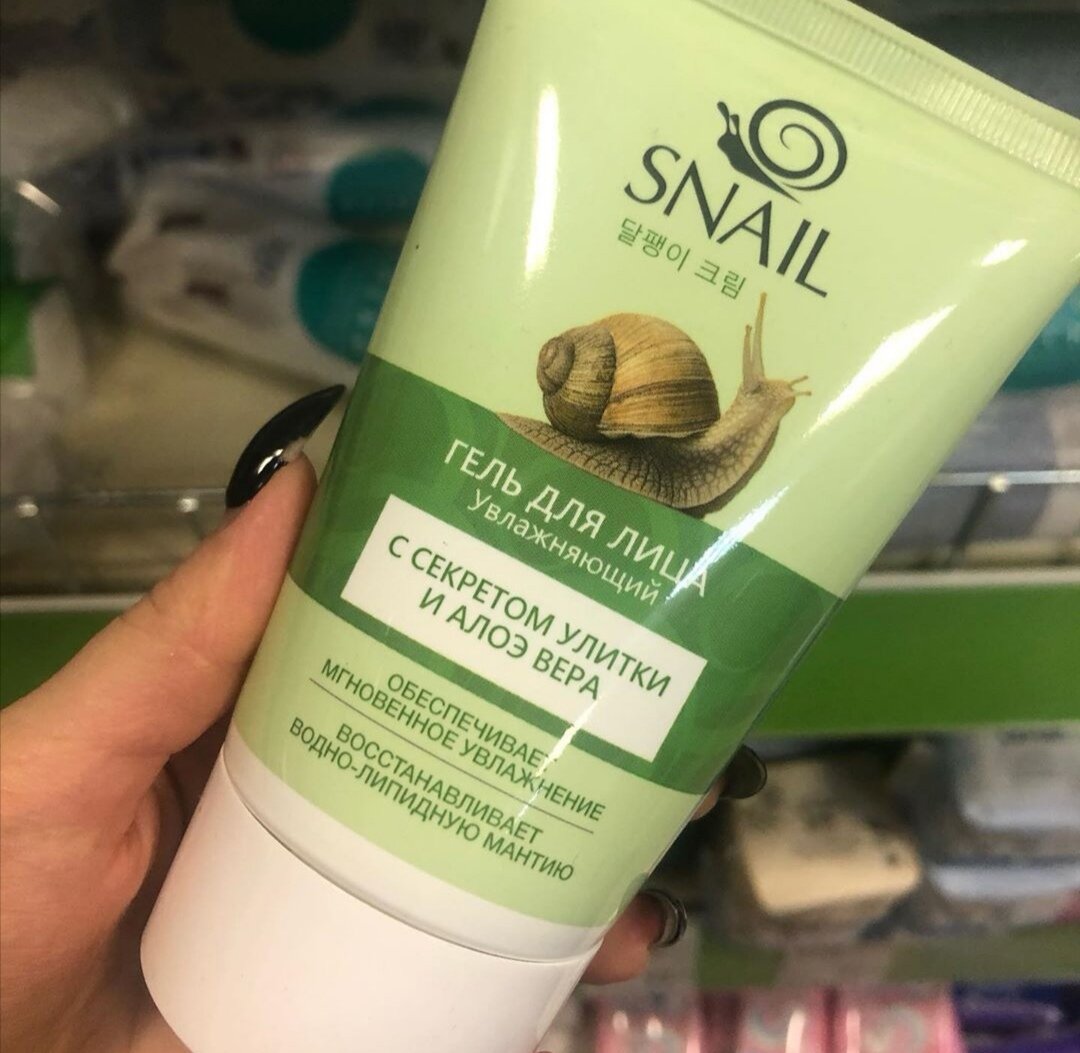 SNAIL
달팽이 크림
ГЕЛЬ ДЛЯ ЛИЦА
Увлажняющий
С СЕКРЕТОМ УЛИТКИ
И АЛОЭ ВЕРА
ОБЕСПЕЧИВАЕТ
МГНОВЕННОЕ УВЛАЖНЕНИЕ
ВОССТАНАВЛИВАЕТ
ВОДНО-ЛИПИДНУЮ МАНТИЮ